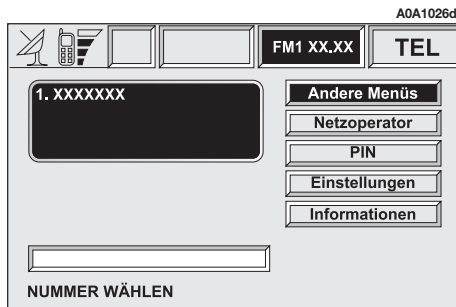 A0A1026d
FM1 XX.XX
TEL
1. XXXXXXX
Andere Menüs
Netzoperator
PIN
Einstellungen
Informationen
NUMMER WÄHLEN